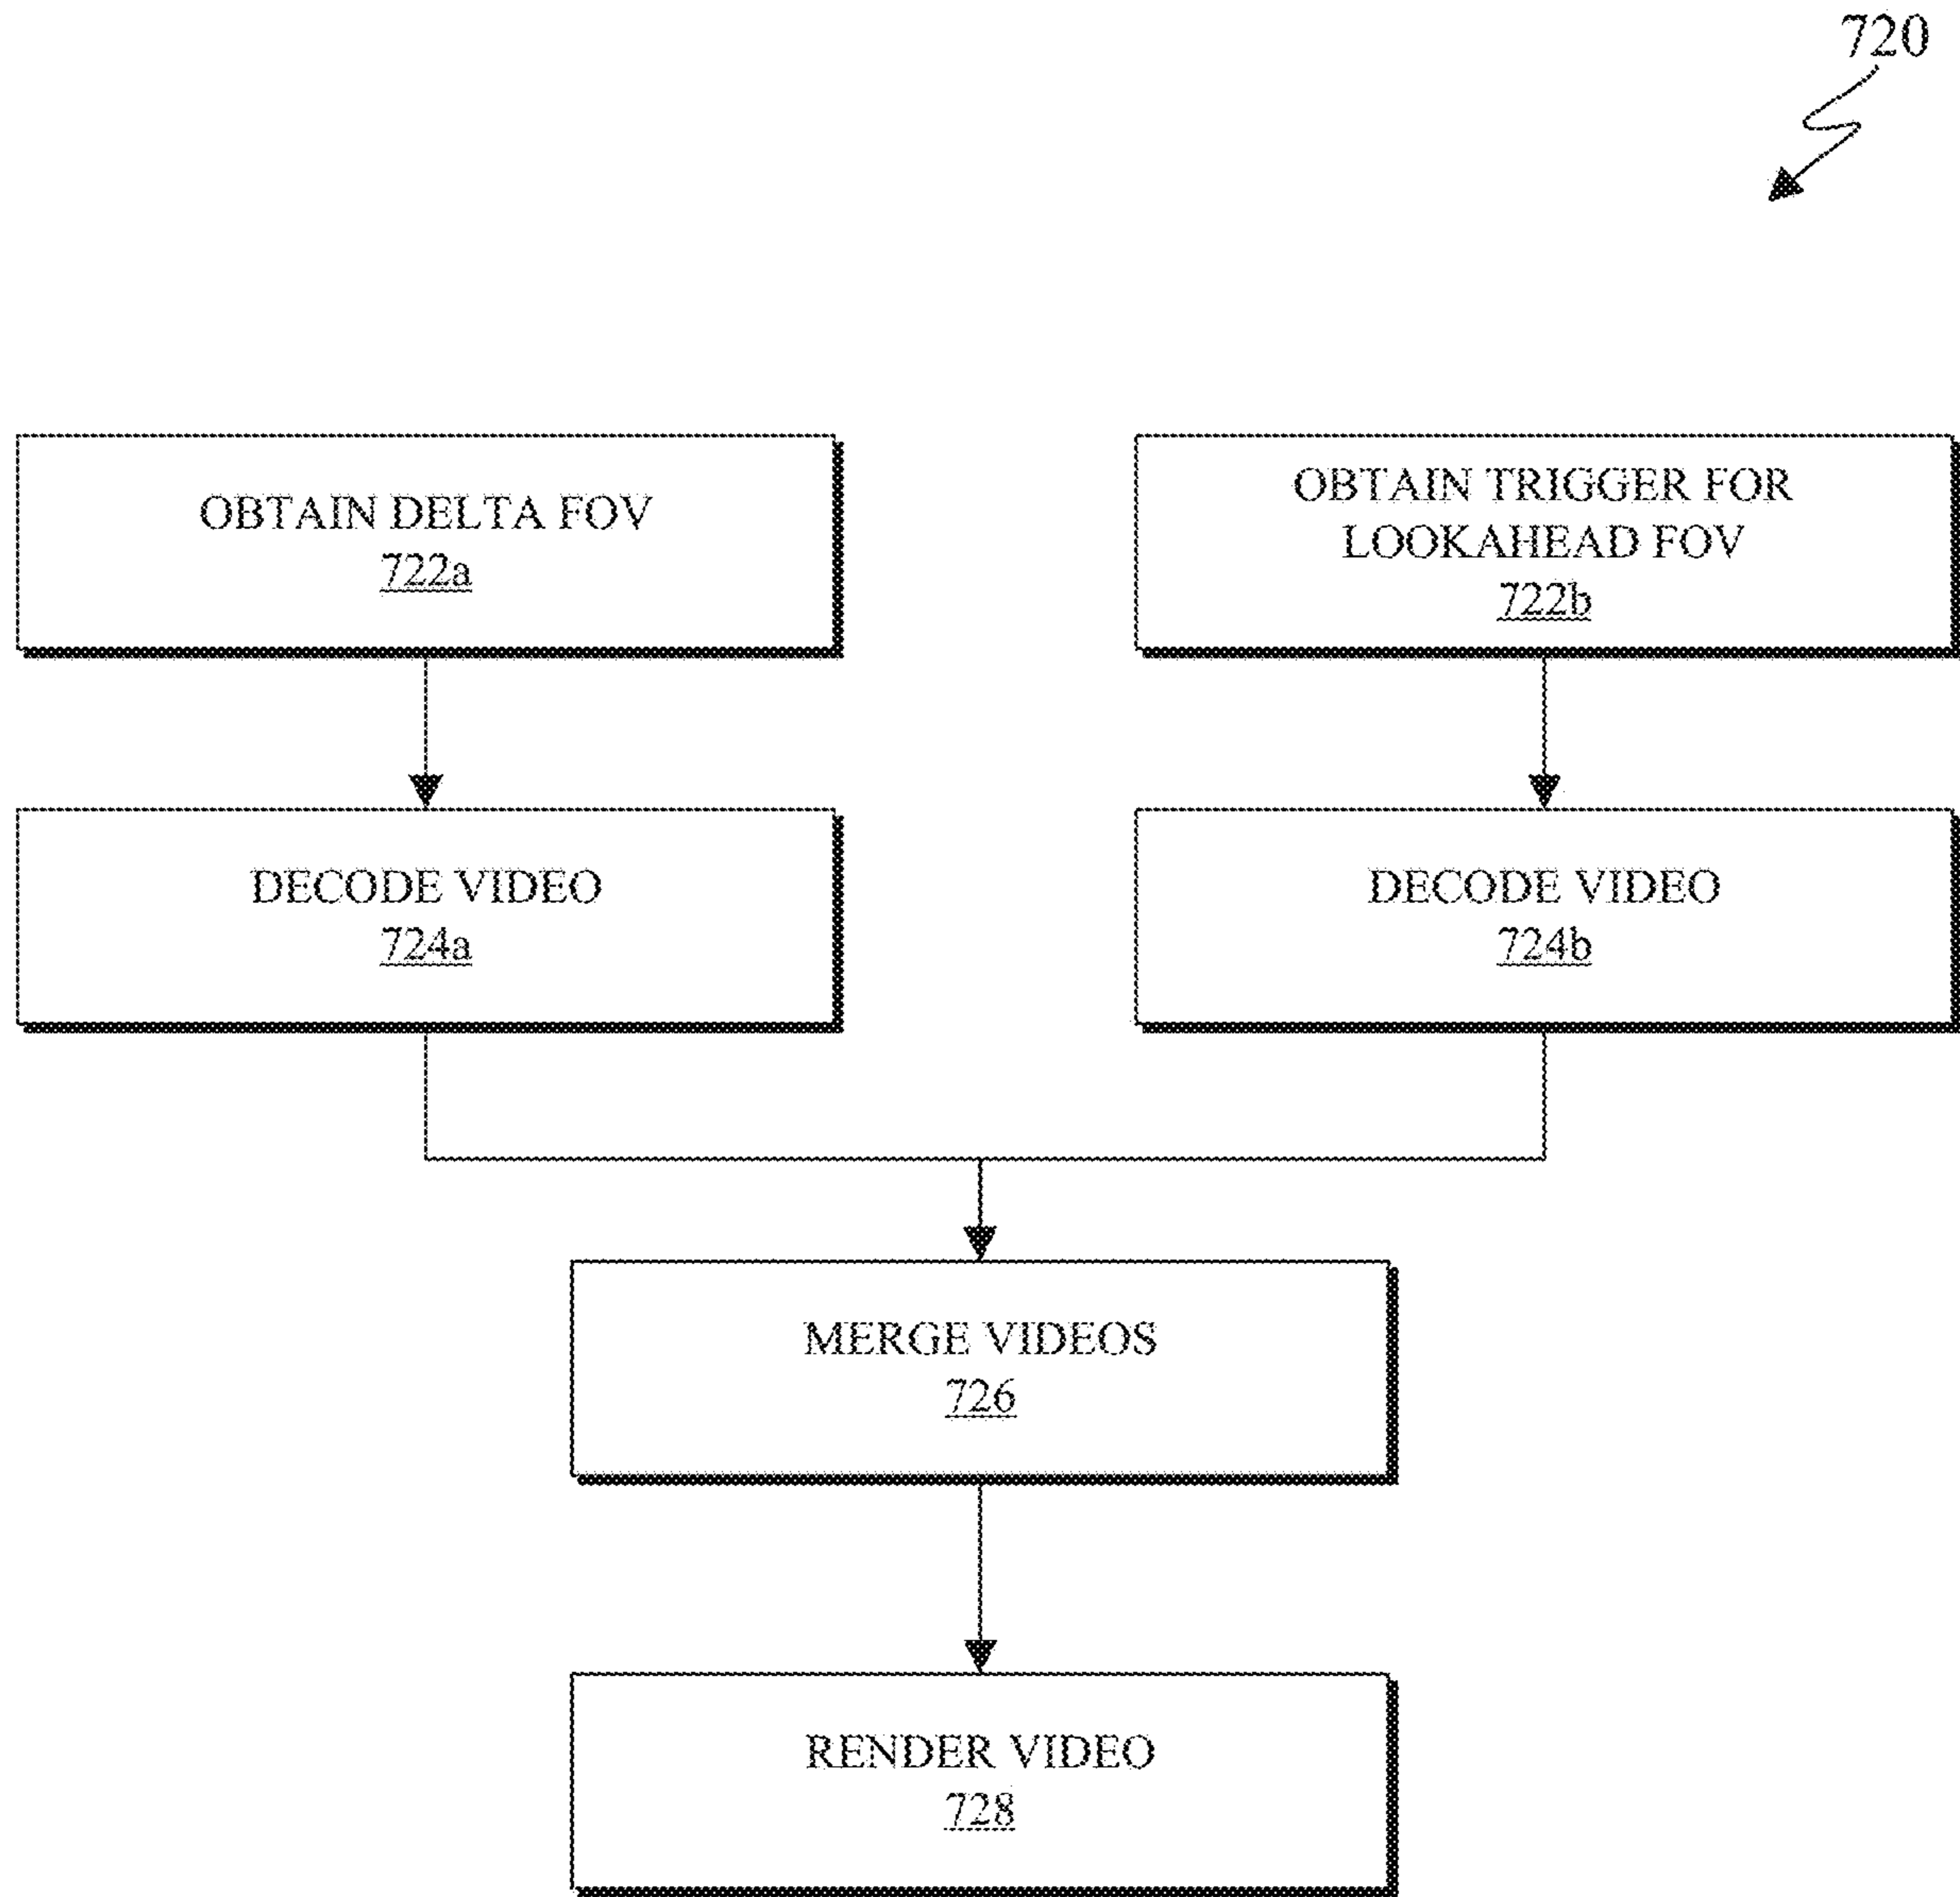 720
OBTAIN DELTA FOV
722a
OBTAIN TRIGGER FOR
LOOKAHEAD FOV
722b
DECODE VIDEO
724a
DECODE VIDEO
724b
MERGE VIDEOS
726
RENDER VIDEO
728